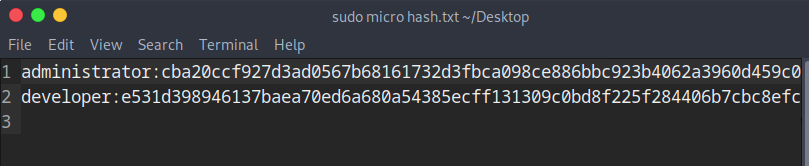 sudo micro hash.txt ~/Desktop
File Edit View Search Terminal Help
1 administrator:cba20ccf927d3ad0567b68161732d3fbca098ce886bbc923b4062a3960d459c0
2 developer:e531d398946137baea70ed6a680a54385ecff131309c0bd8f225f284406b7cbc8efc
3